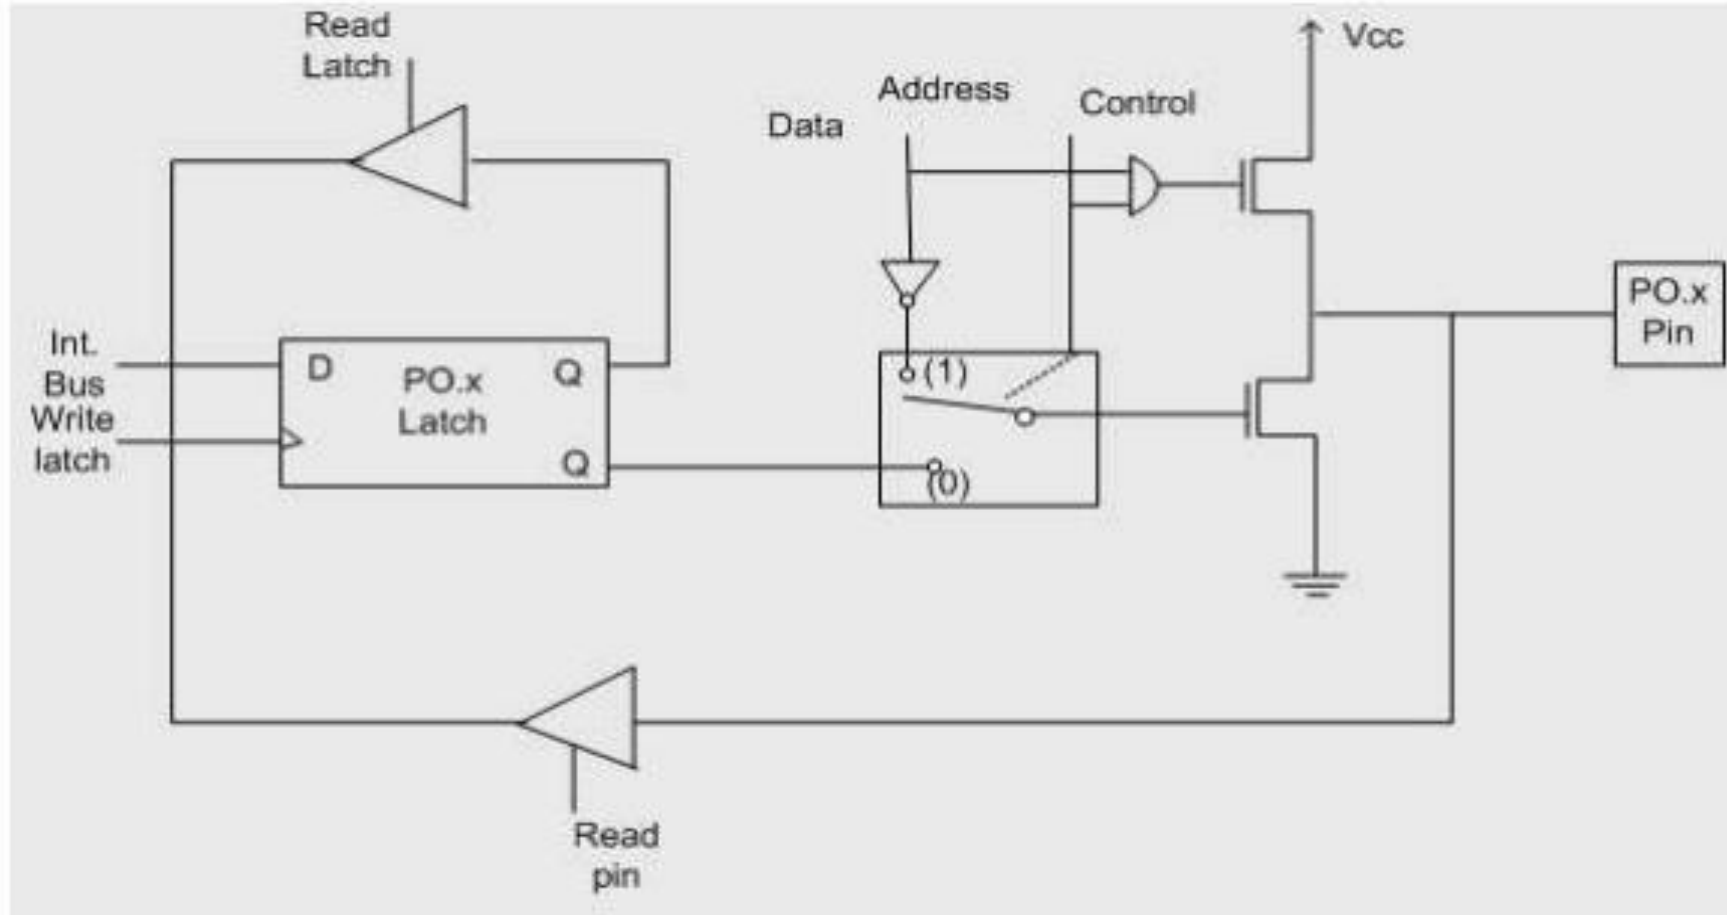 Read
Latch
Vcc
Address
Control
Data
PO.x
Pin
Int.
Bus
Write
latch
D
PO.x
Latch
Q
Q
(1)
(0)
Read
pin